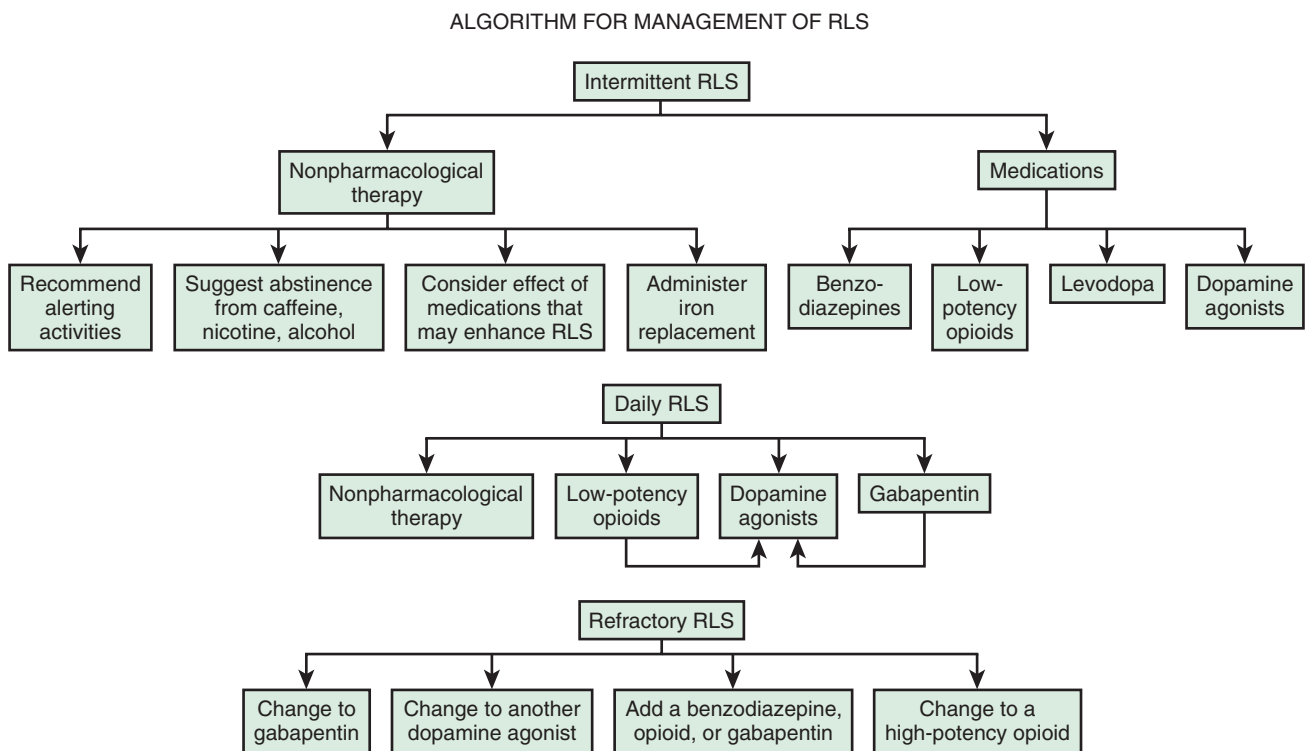 ALGORITHM FOR MANAGEMENT OF RLS
Intermittent RLS
Nonpharmacological
therapy
Medications
Recommend
alerting
activities
Suggest abstinence
from caffeine,
nicotine, alcohol
Consider effect of
medications that
may enhance RLS
Administer
iron
replacement
Benzo-
diazepines
Low-
potency
opioids
Levodopa
Dopamine
agonists
Daily RLS
Nonpharmacological
therapy
Low-potency
opioids
Dopamine
agonists
Gabapentin
Refractory RLS
Change to
gabapentin
Change to another
dopamine agonist
Add a benzodiazepine,
opioid, or gabapentin
Change to a
high-potency opioid